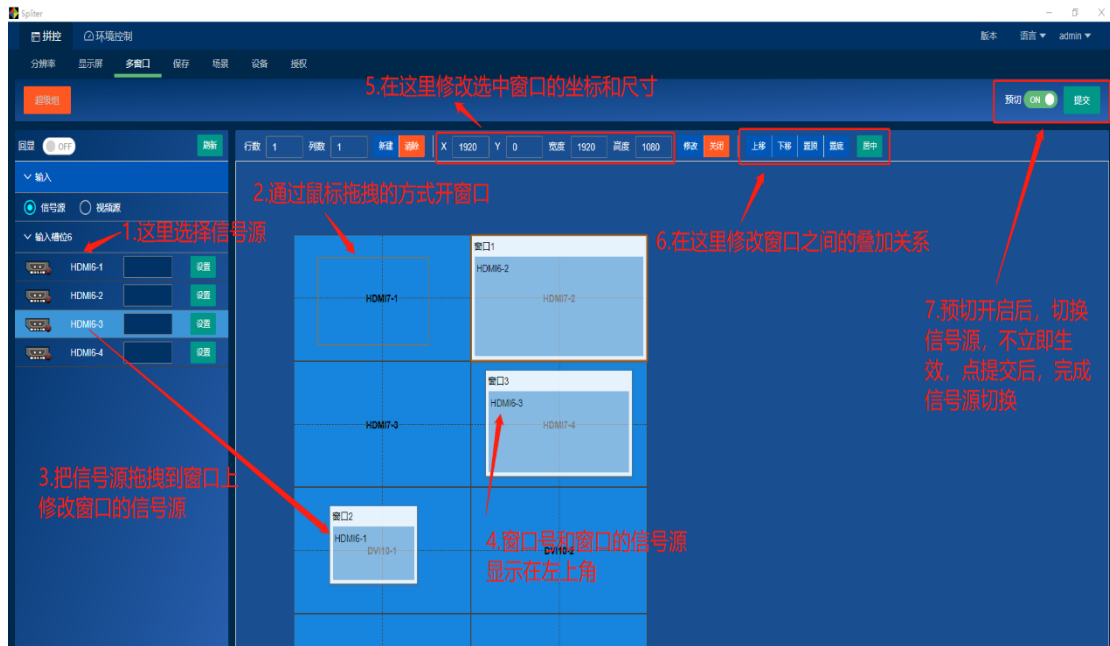 Spliter
拼控 环境控制 版本 语言 admin
分辨率 显示屏 多窗口 保存 场景 设备 授权
5.在这里修改选中窗口的坐标和尺寸
超级组 预切 ON 提交
回显 OFF 刷新 行数 1 列数 1 新建 清除 X 1920 Y 0 宽度 1920 高度 1080 修改 关闭 上移 下移 置顶 置底 居中
输入
信号源 视频源
2.通过鼠标拖拽的方式开窗口
输入槽位6
1.这里选择信号源
6.在这里修改窗口之间的叠加关系
窗口1
HDMI6-1 设置
HDMI6-2
HDMI6-2 设置
HDMI7-1 HDMI7-2
7.预切开启后，切换
信号源，不立即生
效，点提交后，完成
信号源切换
HDMI6-3 设置
HDMI6-4 设置
窗口3
HDMI6-3
HDMI7-3 HDMI7-4
3.把信号源拖拽到窗口上
修改窗口的信号源
窗口2
HDMI6-1
DVI10-1 DVI10-2
4.窗口号和窗口的信号源
显示在左上角